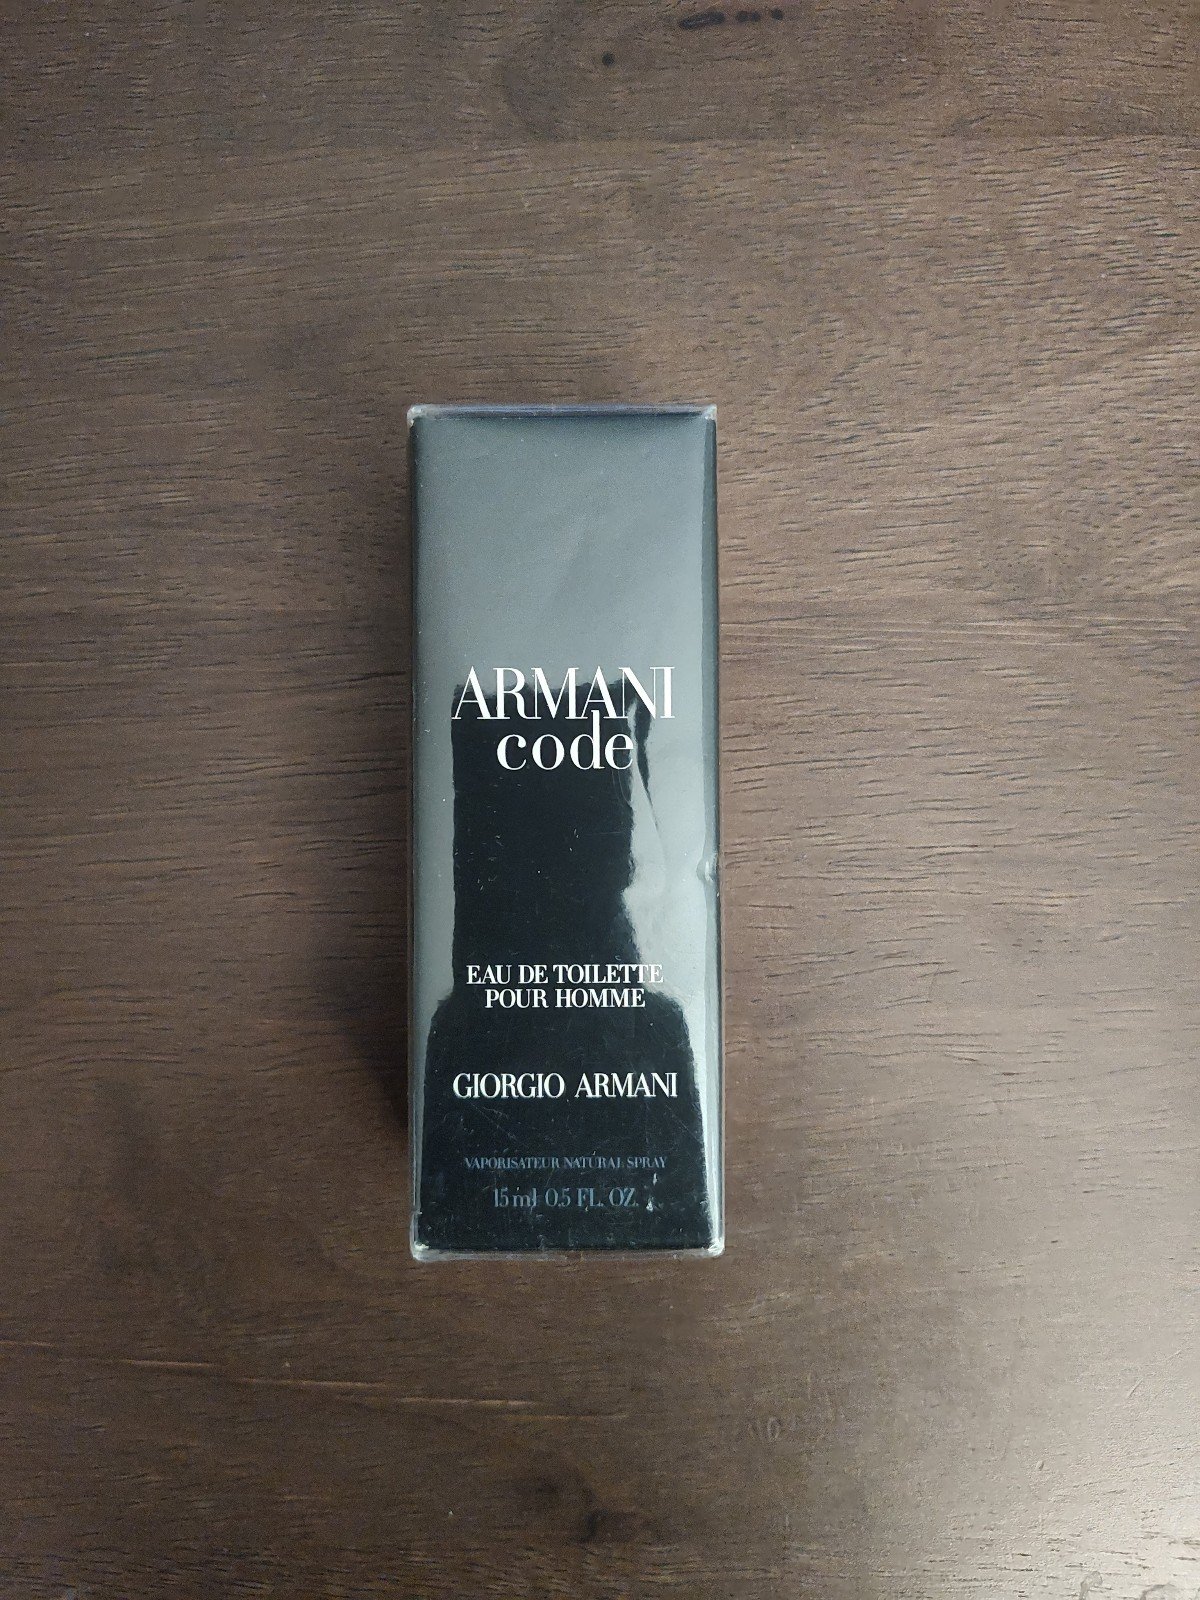 ARMANI
code
EAU DE TOILETTE
POUR HOMME
GIORGIO ARMANI
VAPORISATEUR NATURAL SPRAY
15 ml 0.5 FL. OZ.